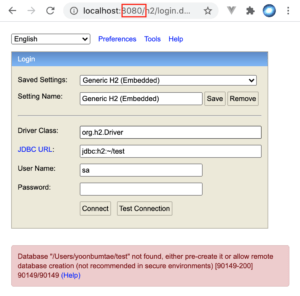 localhost:8080/h2/login.d...
English Preferences Tools Help
Login
Saved Settings: Generic H2 (Embedded)
Setting Name: Generic H2 (Embedded) Save Remove
Driver Class: org.h2.Driver
JDBC URL: jdbc:h2:~/test
User Name: sa
Password:
Connect Test Connection
Database "/Users/yoonbumtae/test" not found, either pre-create it or allow remote
database creation (not recommended in secure environments) [90149-200]
90149/90149 (Help)